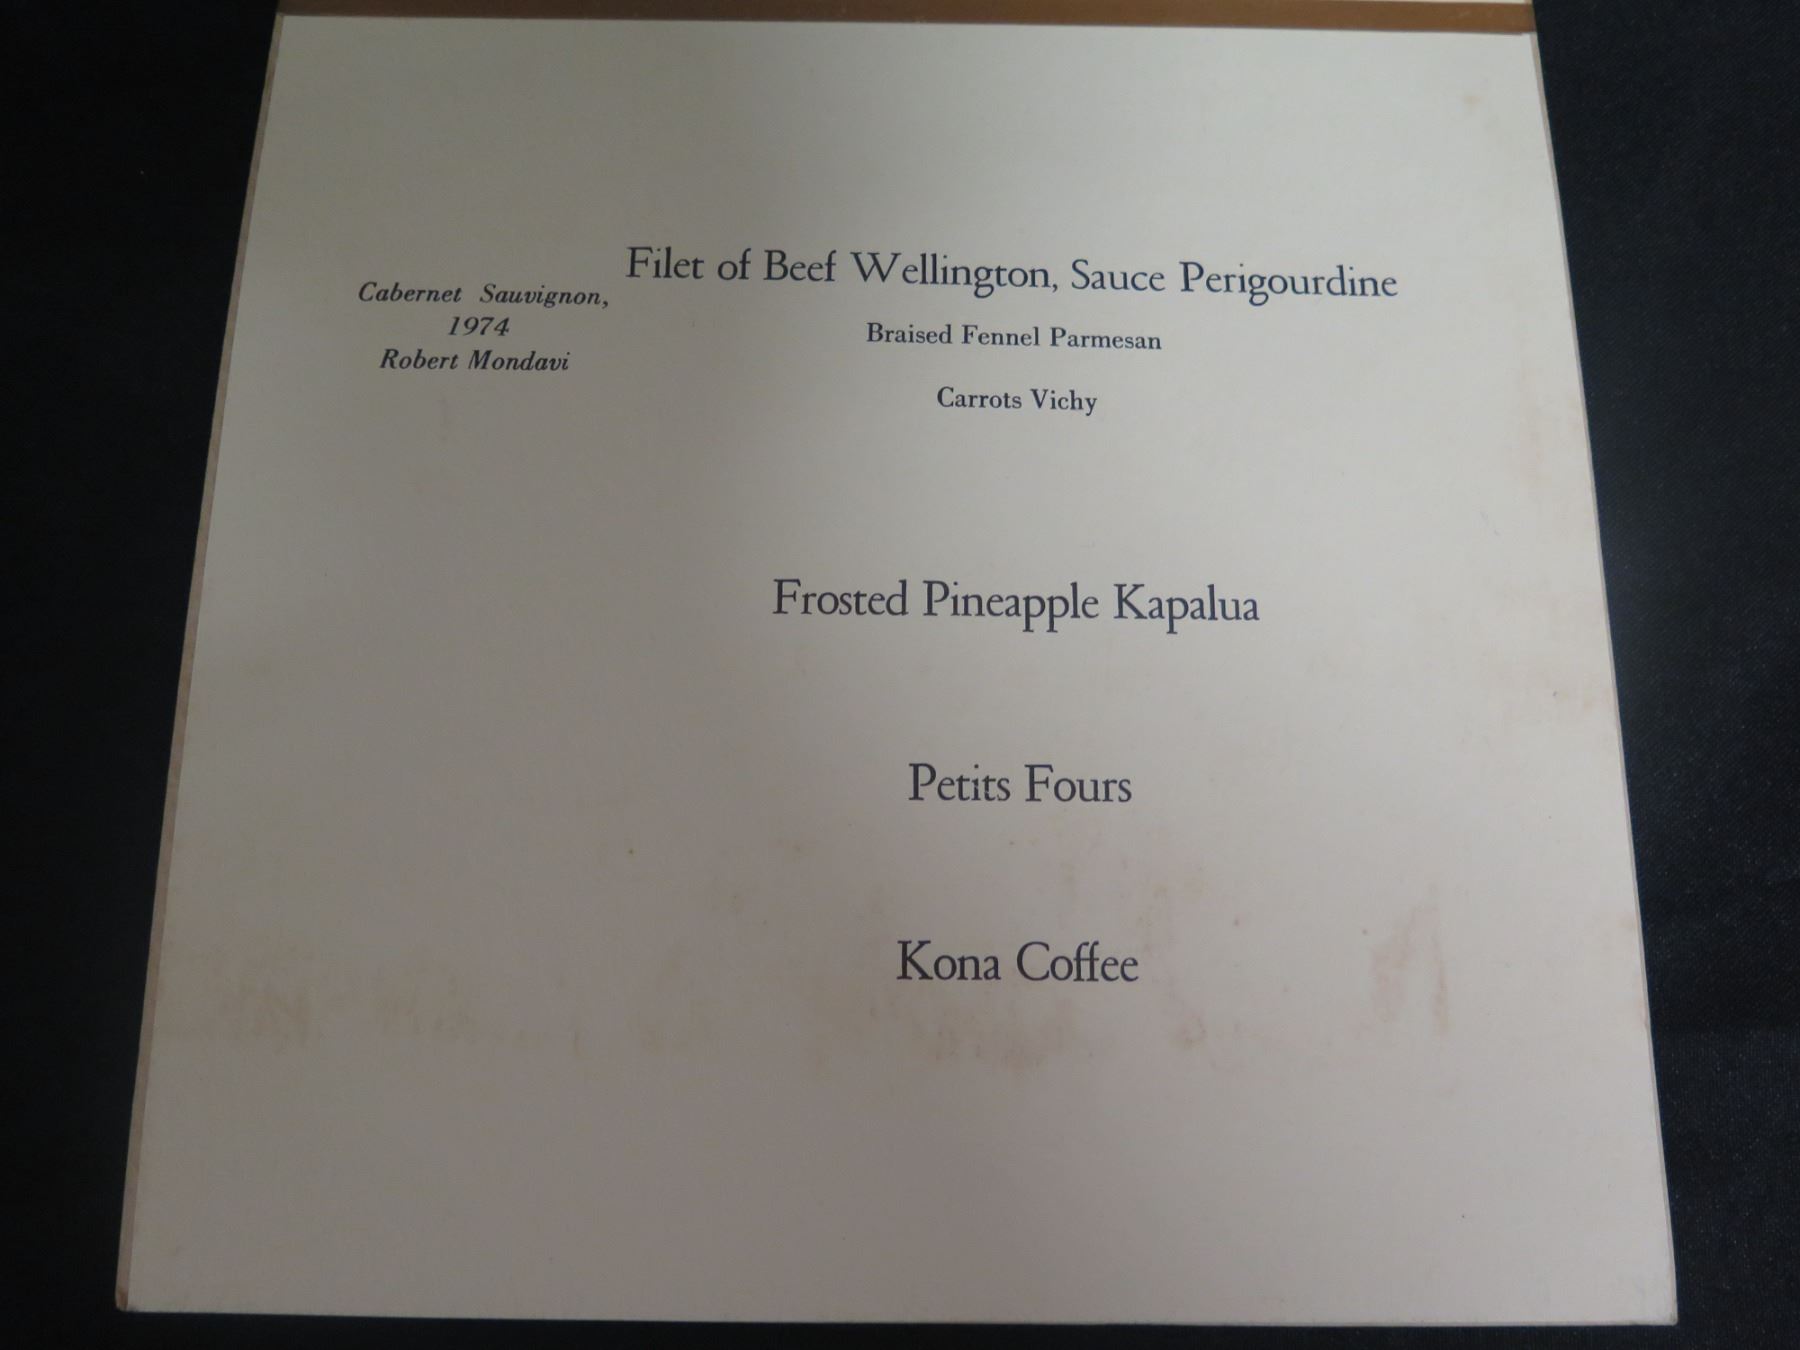 Filet of Beef Wellington, Sauce Perigourdine
Cabernet Sauvignon,
1974
Robert Mondavi
Braised Fennel Parmesan
Carrots Vichy
Frosted Pineapple Kapalua
Petits Fours
Kona Coffee